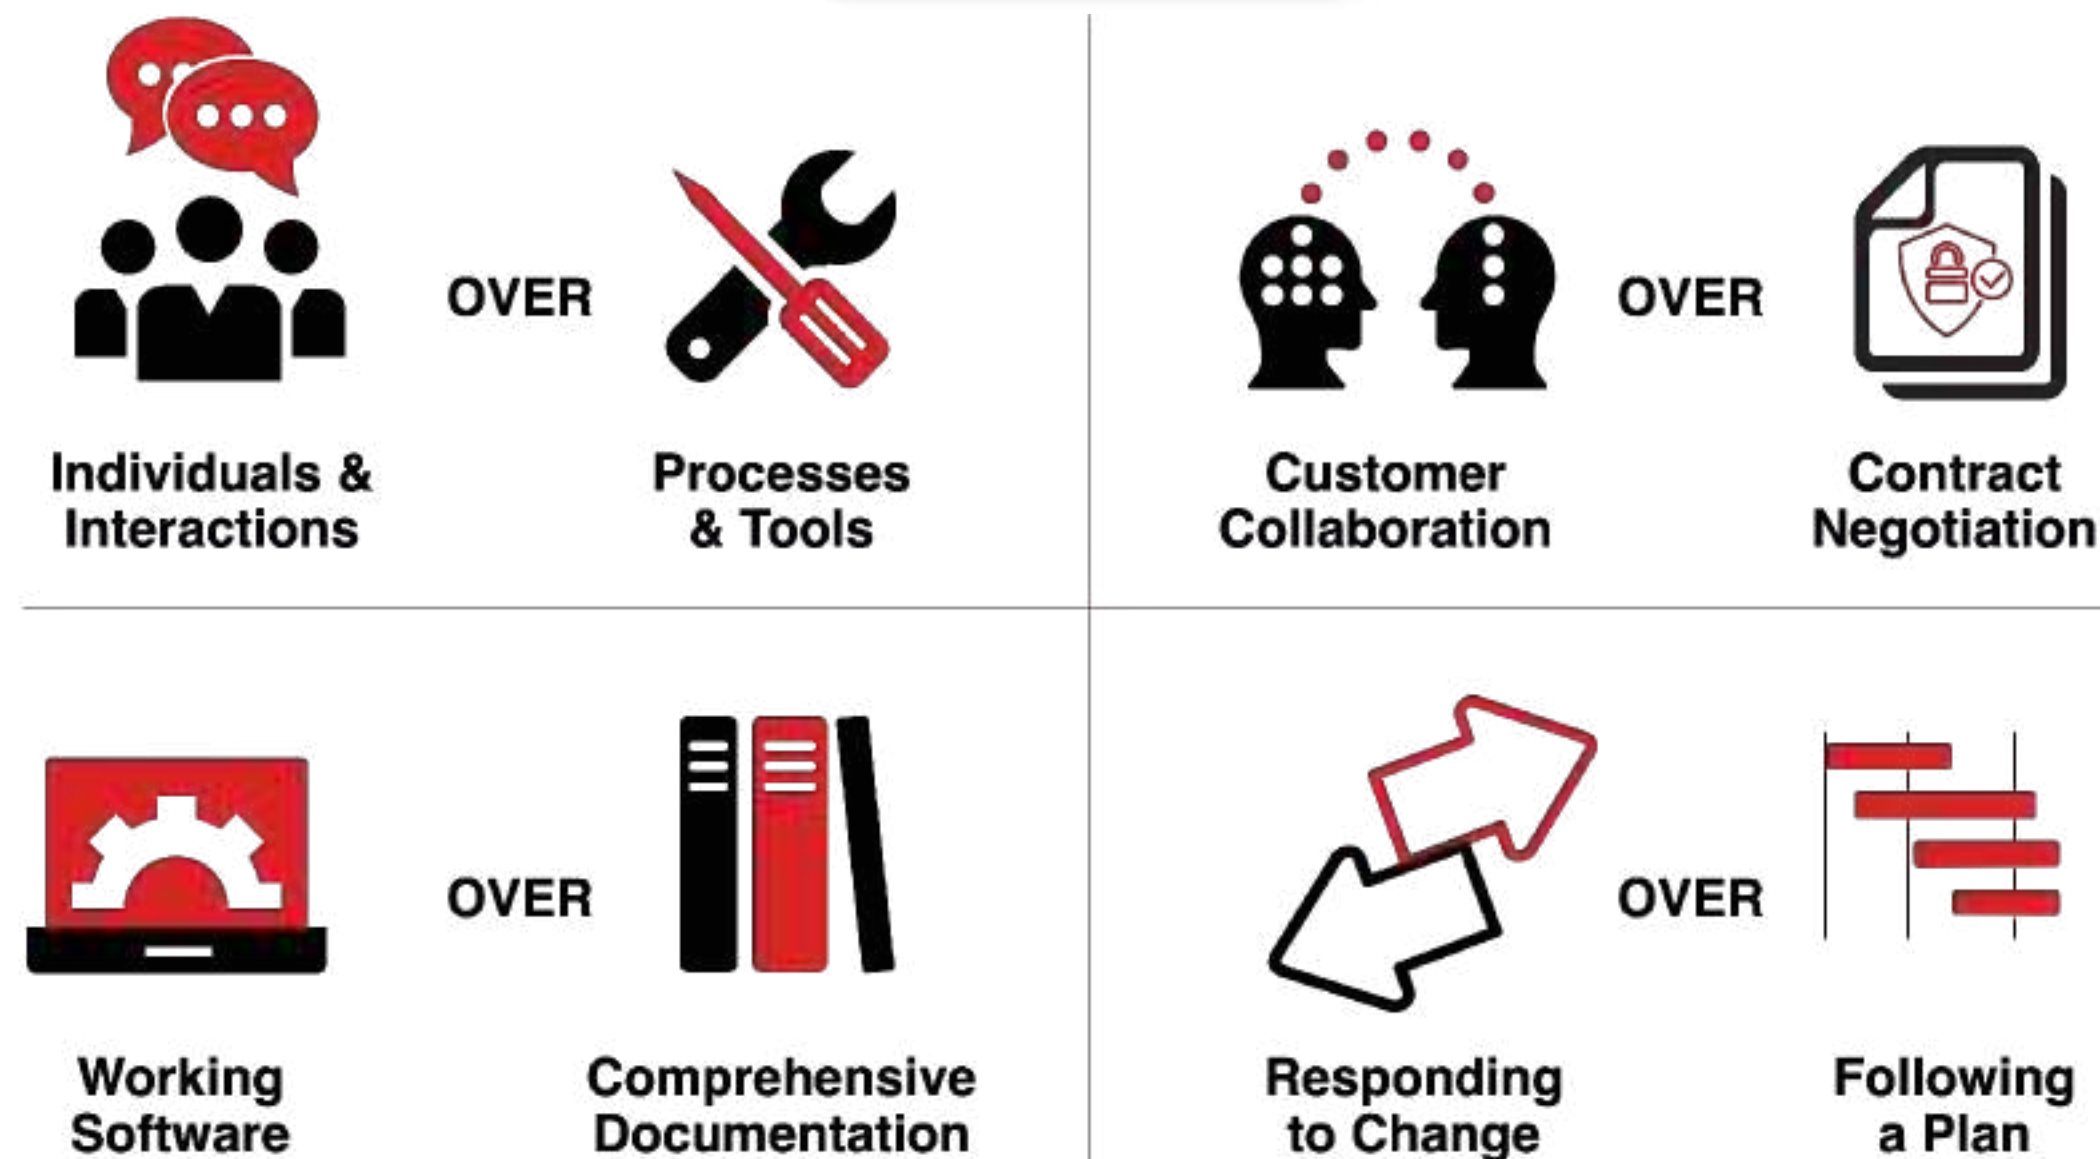 OVER
Individuals &
Interactions
Processes
& Tools
OVER
Customer
Collaboration
Contract
Negotiation
OVER
Working
Software
Comprehensive
Documentation
OVER
Responding
to Change
Following
a Plan